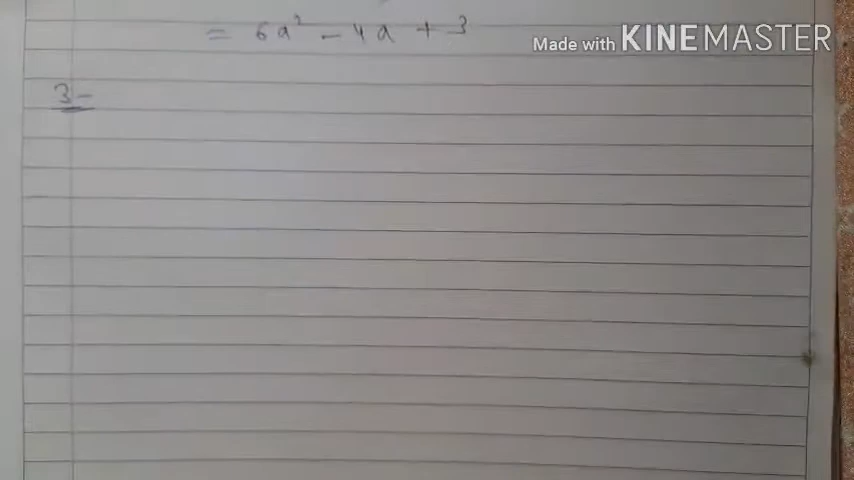 = 6a² - 4a + 3
Made with KINEMASTER
3-